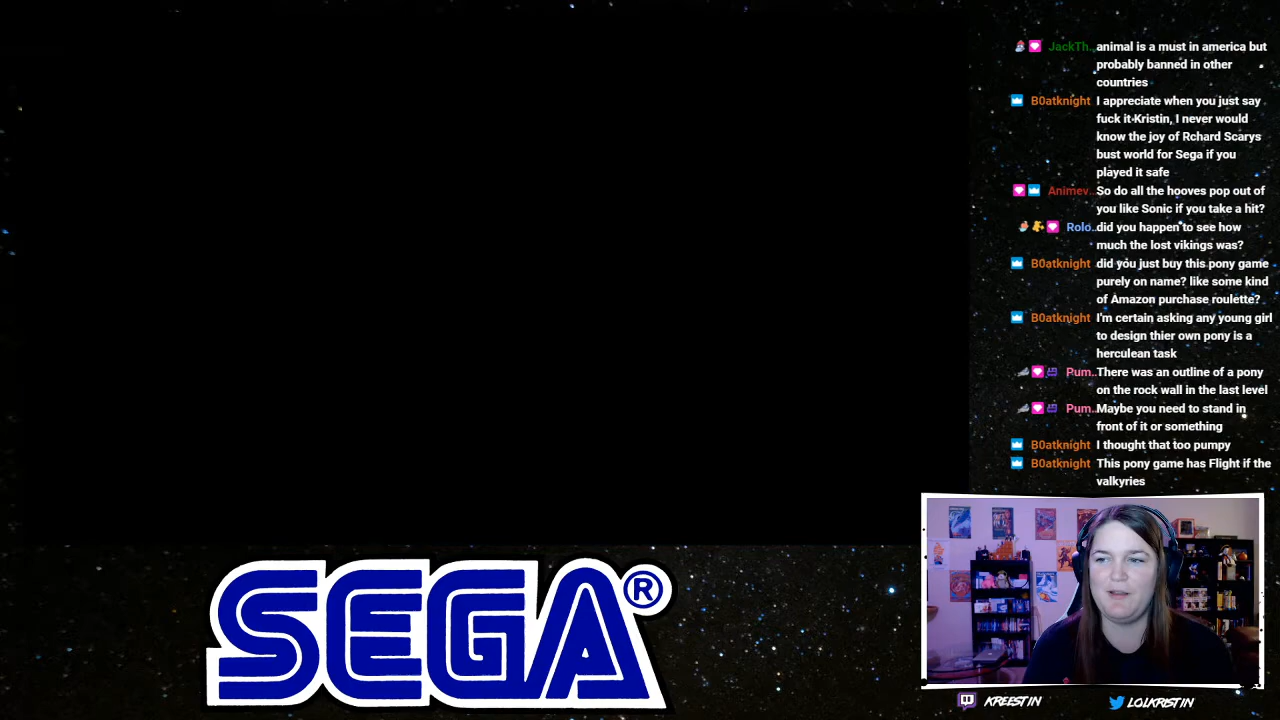 JackTh.. animal is a must in america but
probably banned in other
countries
B0atknight I appreciate when you just say
fuck it Kristin, I never would
know the joy of Rchard Scarys
bust world for Sega if you
played it safe
Animev.. So do all the hooves pop out of
you like Sonic if you take a hit?
Rolo.. did you happen to see how
much the lost vikings was?
B0atknight did you just buy this pony game
purely on name? like some kind
of Amazon purchase roulette?
B0atknight I'm certain asking any young girl
to design thier own pony is a
herculean task
Pum.. There was an outline of a pony
on the rock wall in the last level
Pum.. Maybe you need to stand in
front of it or something
B0atknight I thought that too pumpy
B0atknight This pony game has Flight if the
valkyries
SEGA®
KREESTIN
LOLKRISTIN